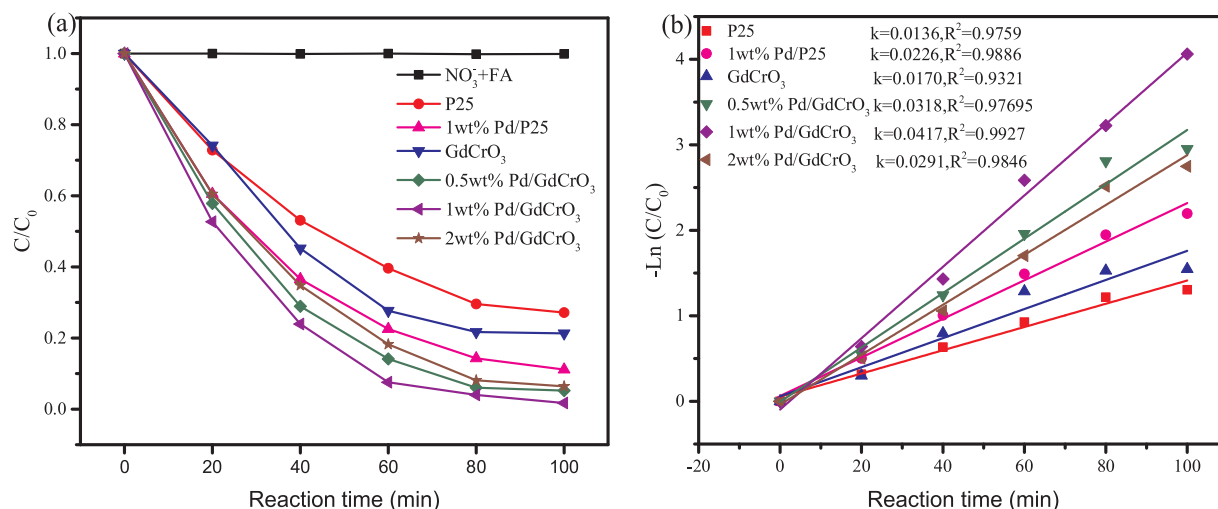 (a)
1.0
0.8
0.6
0.4
0.2
0.0
C/C₀
0 20 40 60 80 100
Reaction time (min)
NO₃⁻+FA
P25
1wt% Pd/P25
GdCrO₃
0.5wt% Pd/GdCrO₃
1wt% Pd/GdCrO₃
2wt% Pd/GdCrO₃
(b)
-4
-3
-2
-1
0
-Ln (C/C₀)
-20 0 20 40 60 80 100
Reaction time (min)
P25 k=0.0136,R²=0.9759
1wt% Pd/P25 k=0.0226,R²=0.9886
GdCrO₃ k=0.0170,R²=0.9321
0.5wt% Pd/GdCrO₃ k=0.0318,R²=0.97695
1wt% Pd/GdCrO₃ k=0.0417,R²=0.9927
2wt% Pd/GdCrO₃ k=0.0291,R²=0.9846